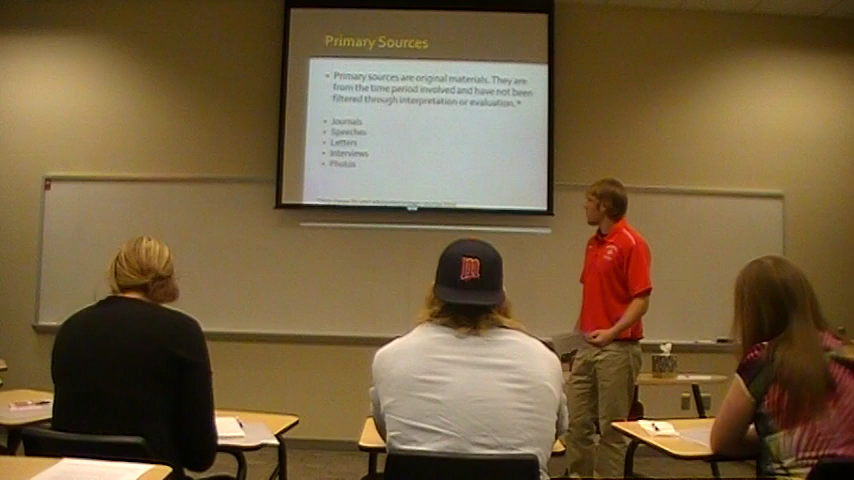 Primary Sources
• Primary sources are original materials. They are
from the time period involved and have not been
filtered through interpretation or evaluation.*
• Journals
• Speeches
• Letters
• Interviews
• Photos
m